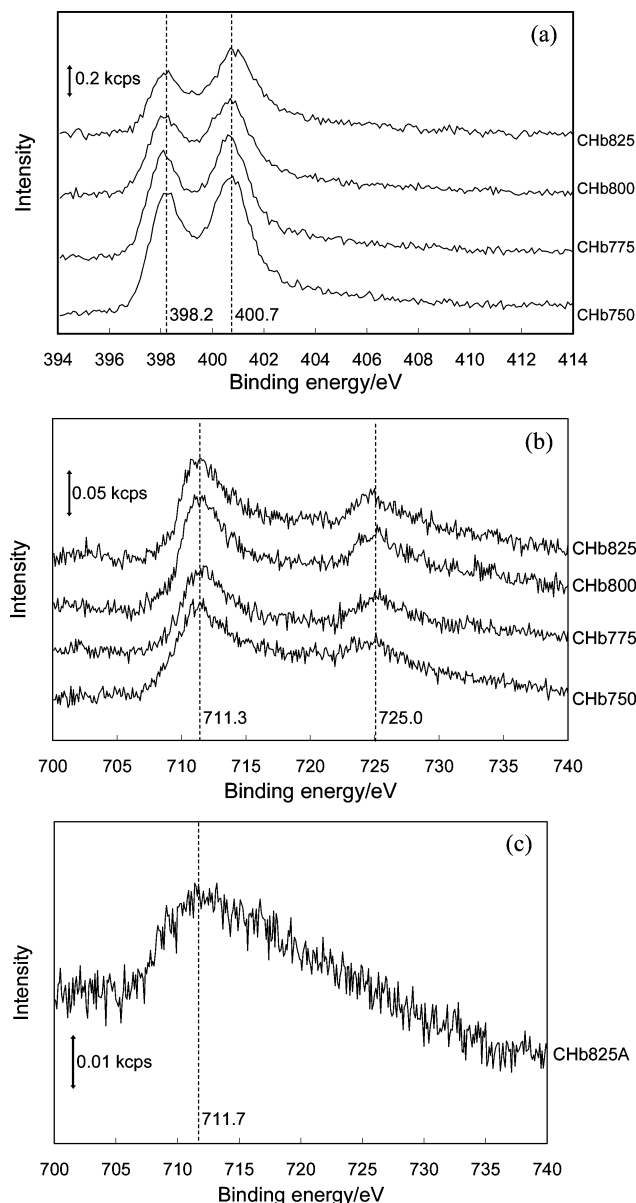 (a)
0.2 kcps
CHb825
CHb800
CHb775
CHb750
Intensity
398.2 400.7
394 396 398 400 402 404 406 408 410 412 414
Binding energy/eV
(b)
0.05 kcps
CHb825
CHb800
CHb775
CHb750
Intensity
711.3 725.0
700 705 710 715 720 725 730 735 740
Binding energy/eV
(c)
Intensity
0.01 kcps
CHb825A
711.7
700 705 710 715 720 725 730 735 740
Binding energy/eV